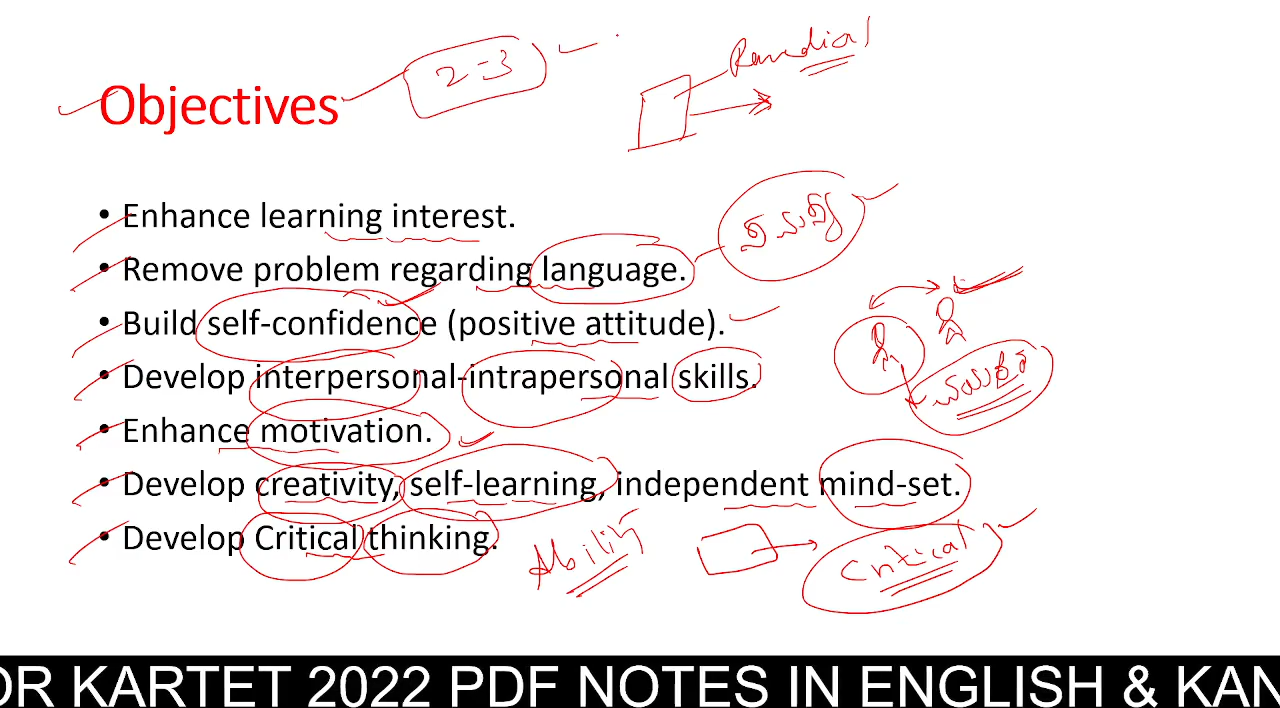 2-3
Remedial
Objectives
• Enhance learning interest.
• Remove problem regarding language.
• Build self-confidence (positive attitude).
• Develop interpersonal-intrapersonal skills.
• Enhance motivation.
• Develop creativity, self-learning, independent mind-set.
• Develop Critical thinking.
Ability
Critical
OR KARTET 2022 PDF NOTES IN ENGLISH & KAN